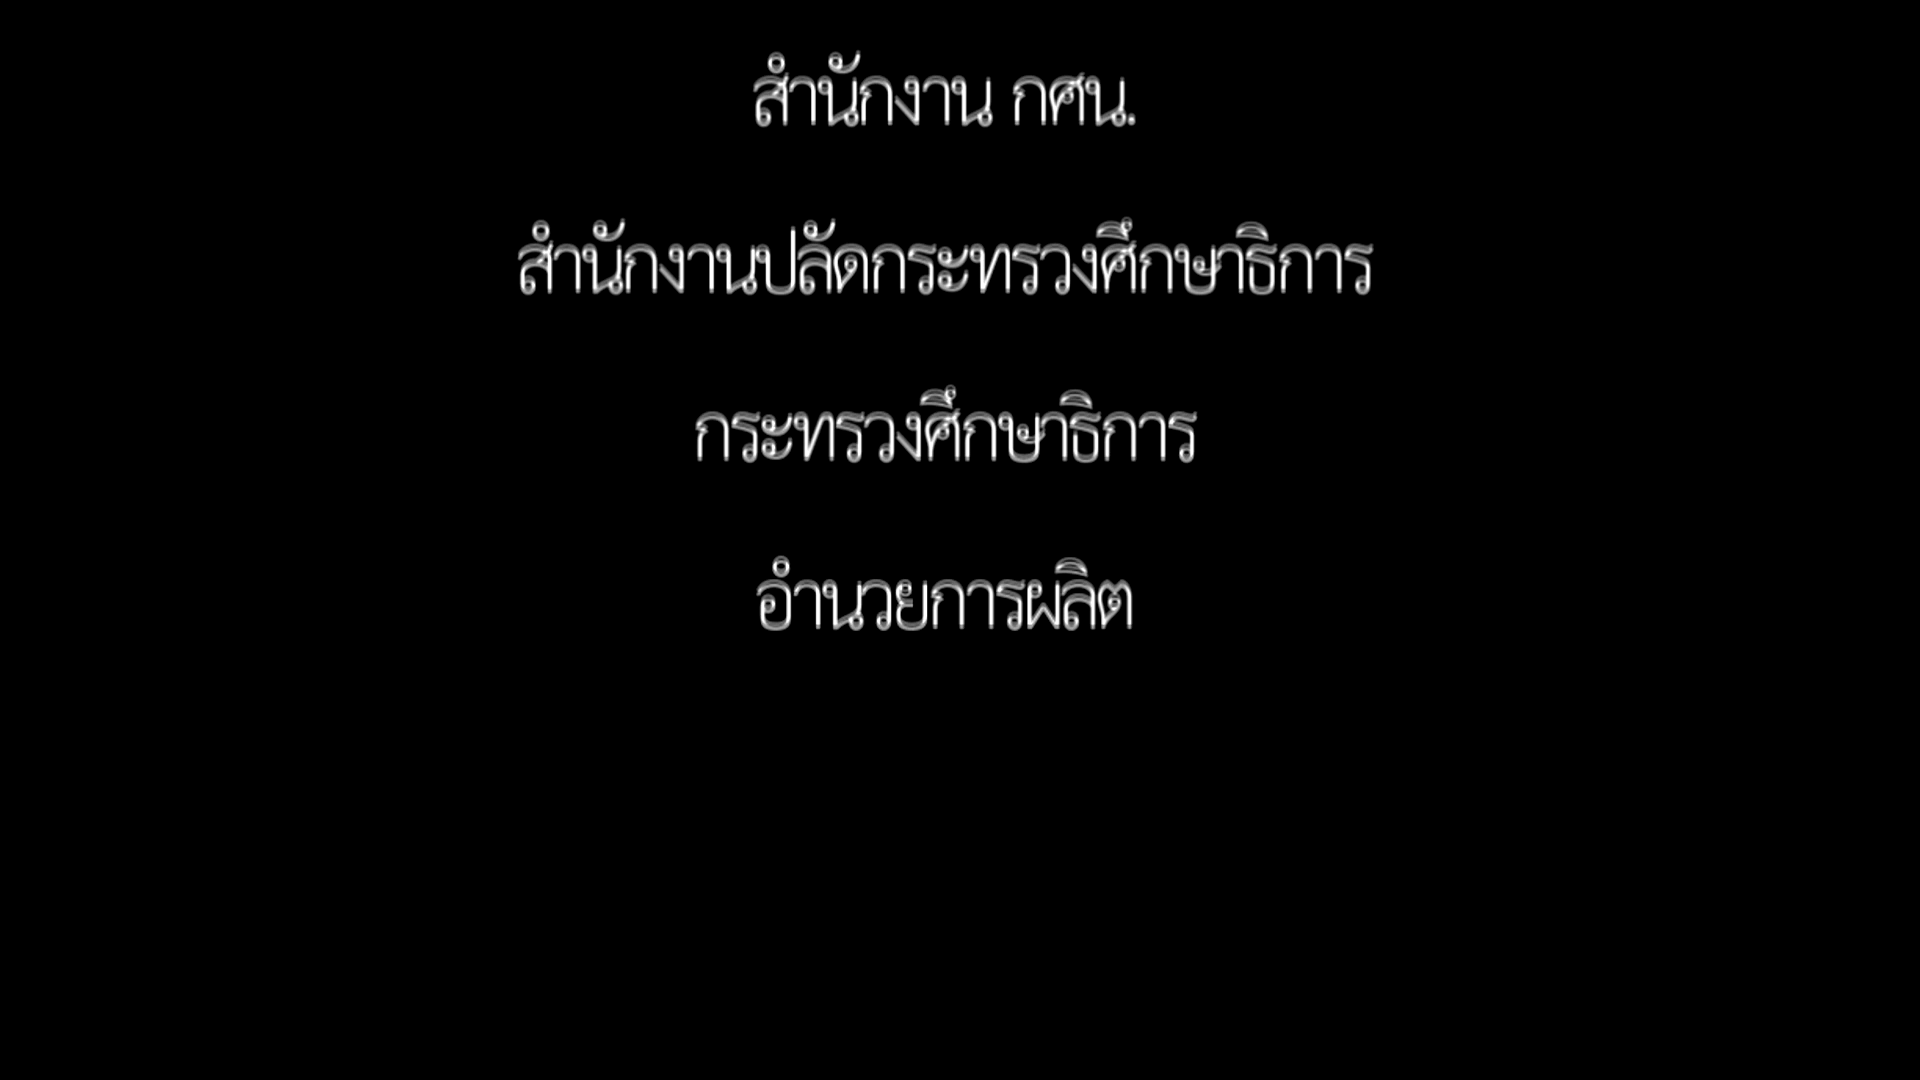 สำนักงาน กศน.
สำนักงานปลัดกระทรวงศึกษาธิการ
กระทรวงศึกษาธิการ
อำนวยการผลิต